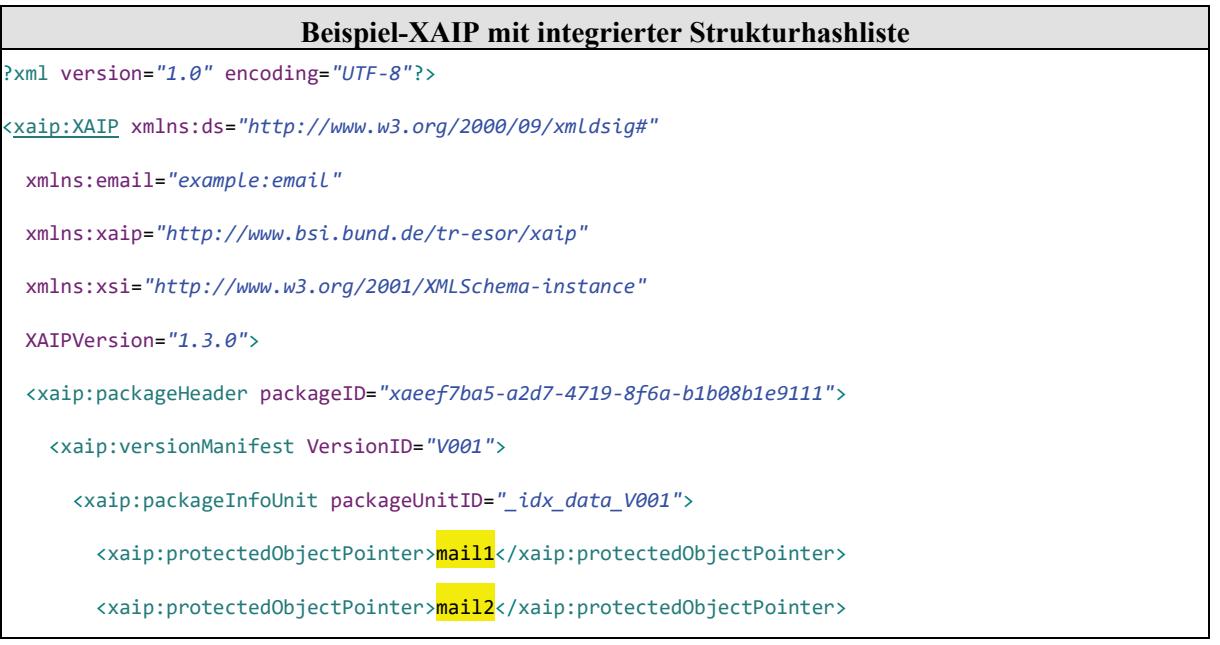 Beispiel-XAIP mit integrierter Strukturhashliste
?xml version="1.0" encoding="UTF-8"?>
<xaip:XAIP xmlns:ds="http://www.w3.org/2000/09/xmldsig#"
xmlns:email="example:email"
xmlns:xaip="http://www.bsi.bund.de/tr-esor/xaip"
xmlns:xsi="http://www.w3.org/2001/XMLSchema-instance"
XAIPVersion="1.3.0">
<xaip:packageHeader packageID="xaeef7ba5-a2d7-4719-8f6a-b1b08b1e9111">
<xaip:versionManifest VersionID="V001">
<xaip:packageInfoUnit packageUnitID="_idx_data_V001">
<xaip:protectedObjectPointer>mail1</xaip:protectedObjectPointer>
<xaip:protectedObjectPointer>mail2</xaip:protectedObjectPointer>